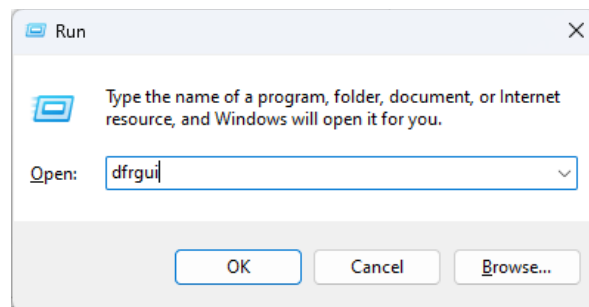 Run
Type the name of a program, folder, document, or Internet
resource, and Windows will open it for you.
Open: dfrgui
OK Cancel Browse...